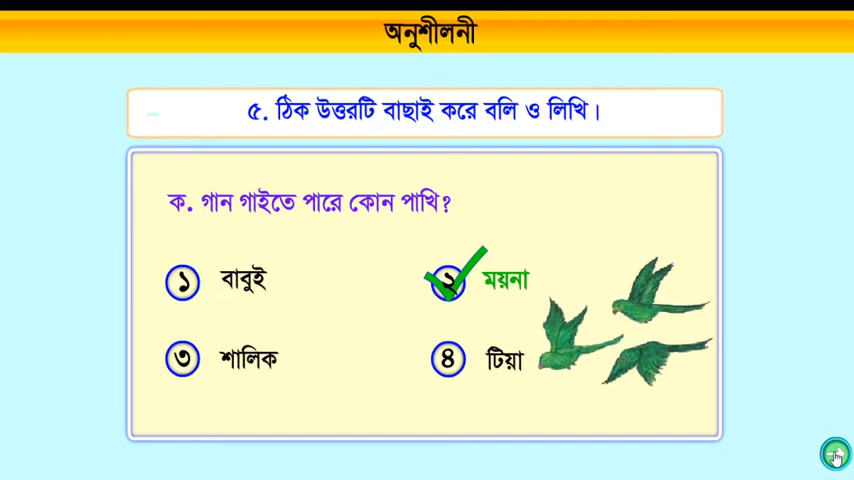 অনুশীলনী
৫. ঠিক উত্তরটি বাছাই করে বলি ও লিখি।
ক. গান গাইতে পারে কোন পাখি?
১ বাবুই
২ ময়না
৩ শালিক
৪ টিয়া